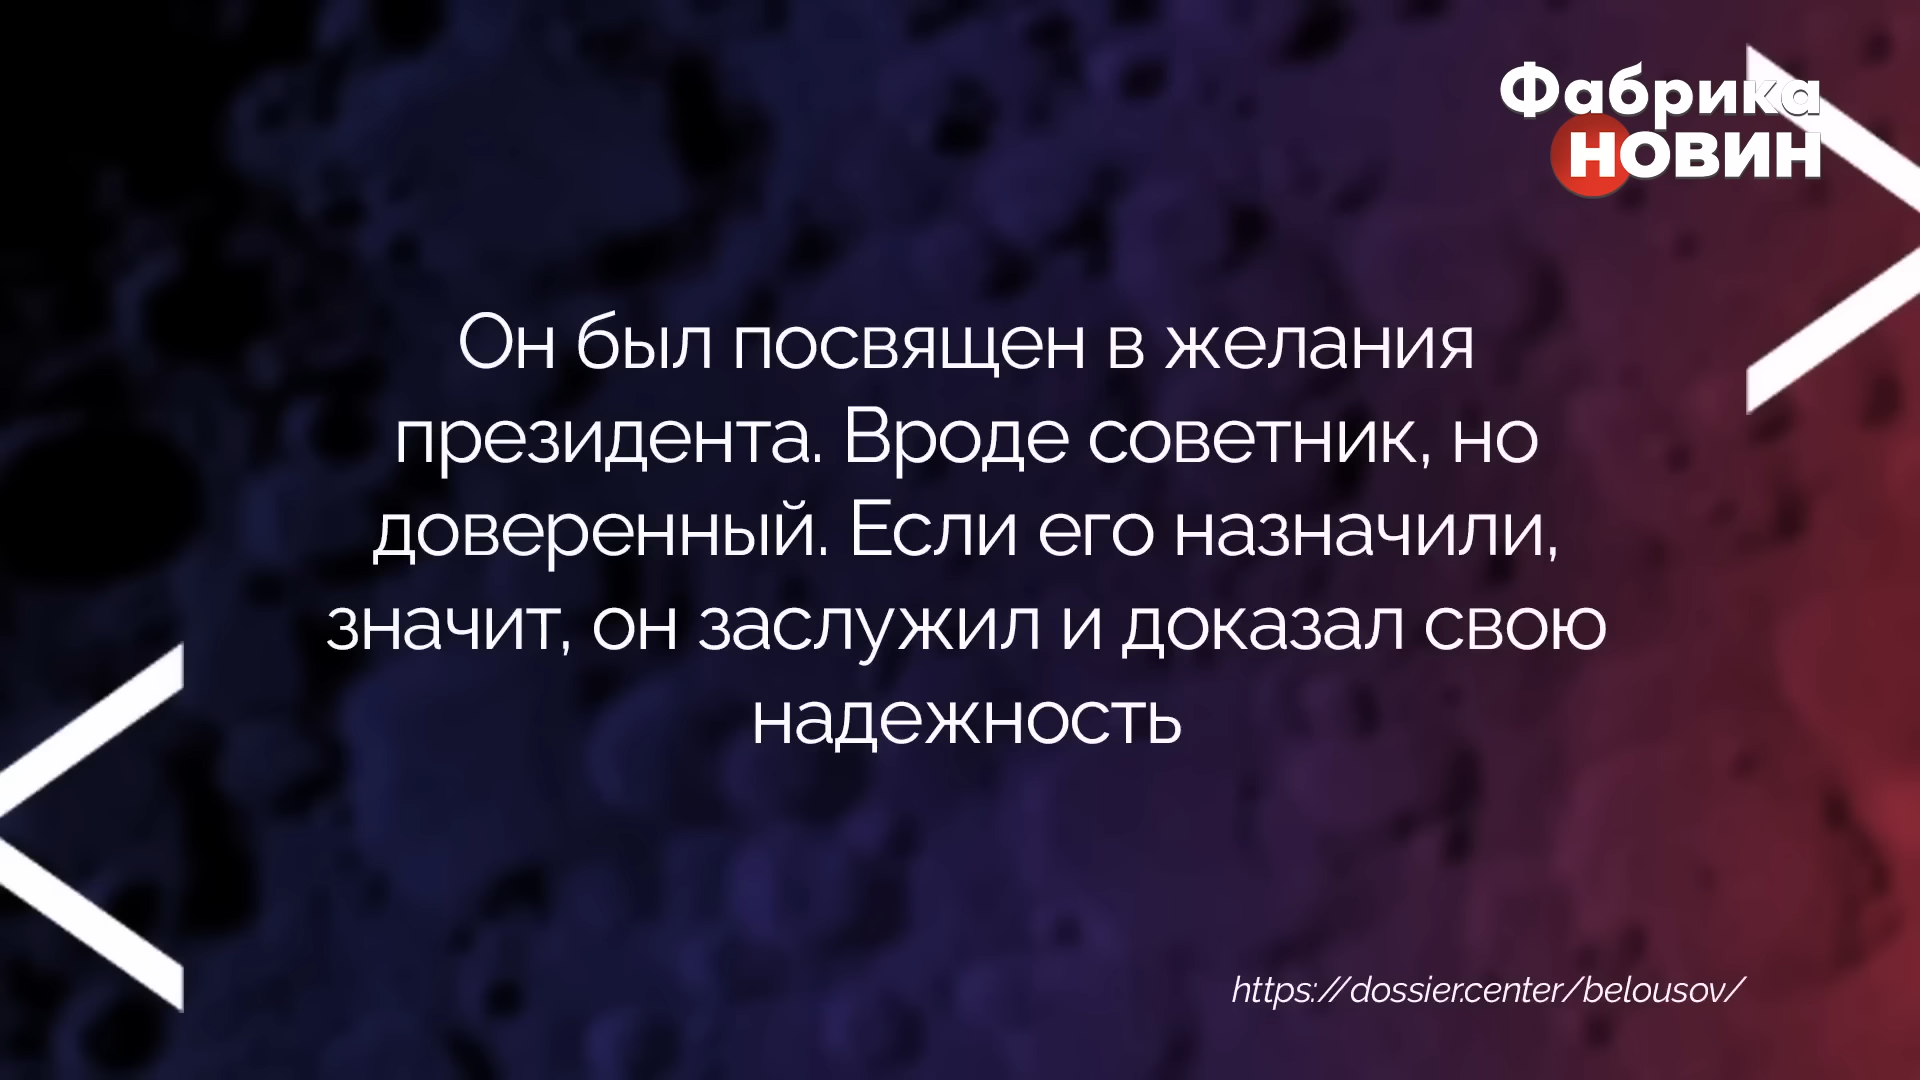 Фабрика
новин
Он был посвящен в желания
президента. Вроде советник, но
доверенный. Если его назначили,
значит, он заслужил и доказал свою
надежность
https://dossier.center/belousov/